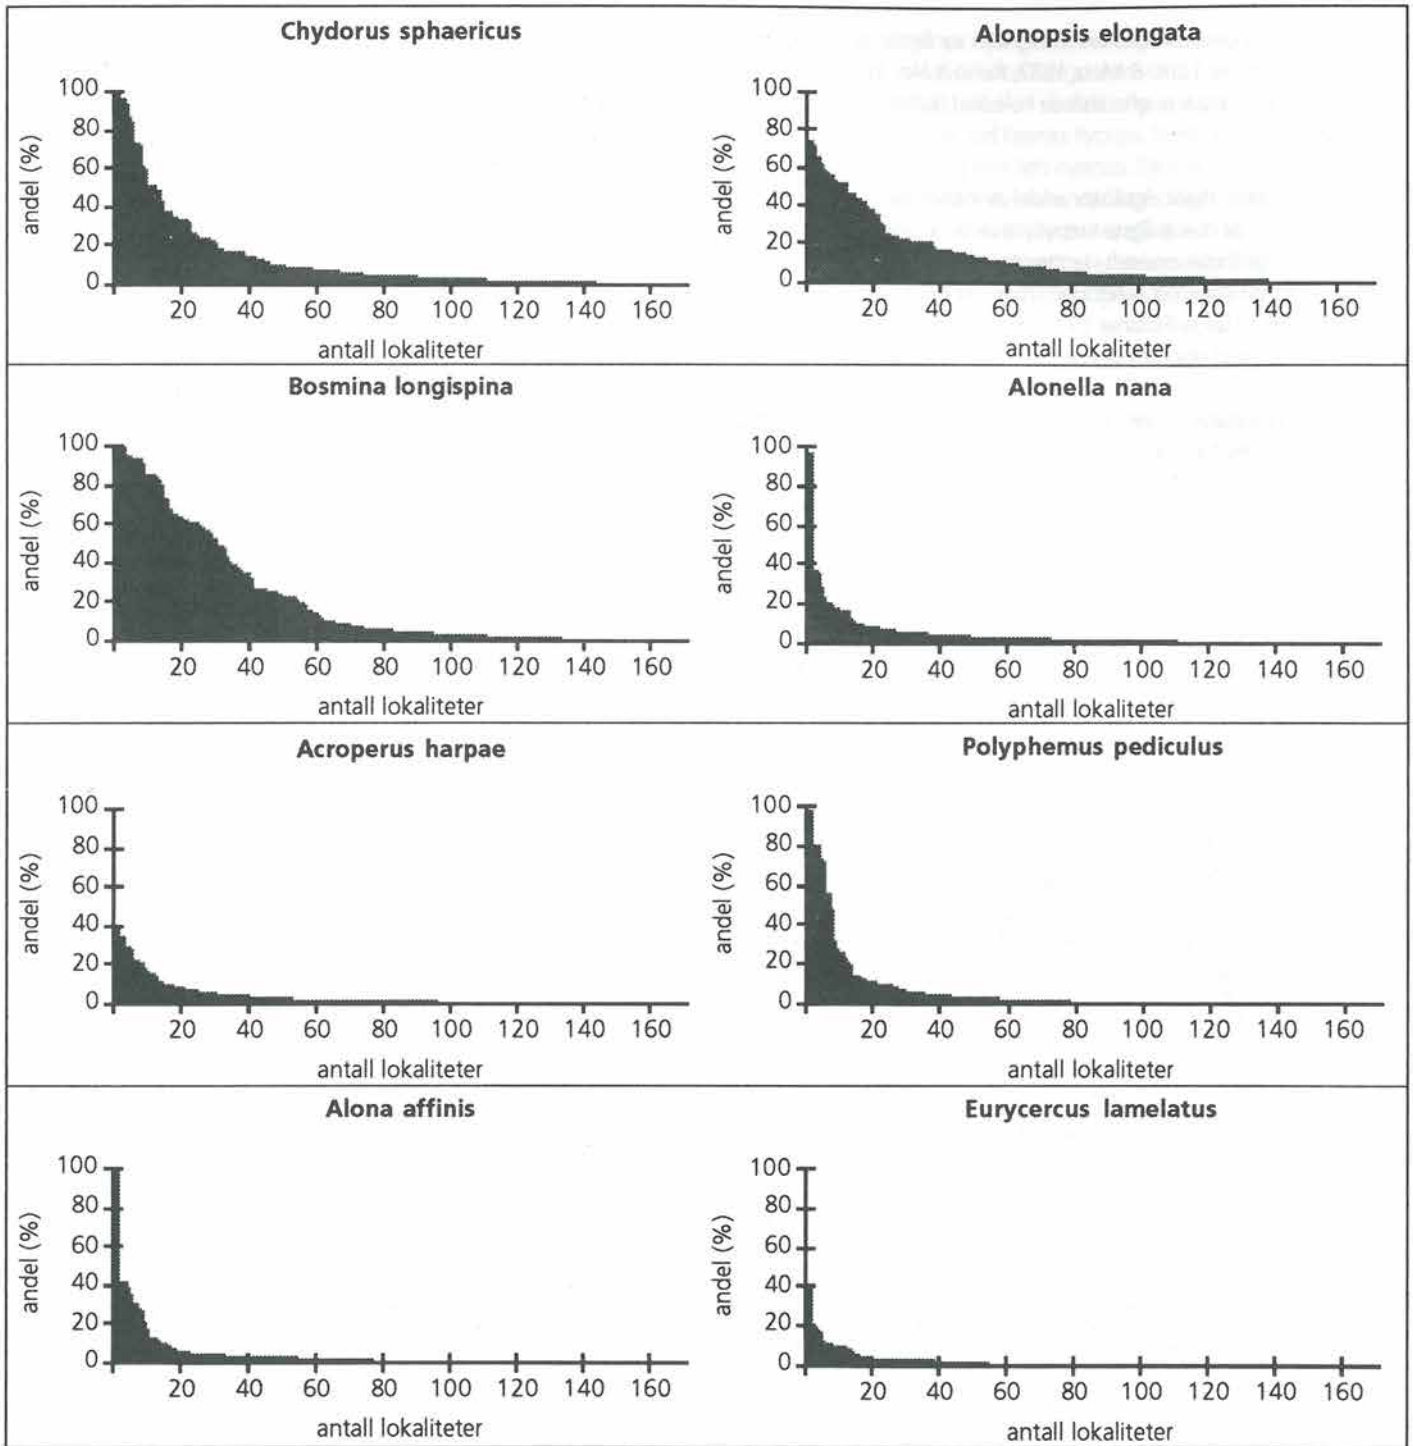 Chydorus sphaericus
andel (%)
100
80
60
40
20
0
20 40 60 80 100 120 140 160
antall lokaliteter
Alonopsis elongata
andel (%)
100
80
60
40
20
0
20 40 60 80 100 120 140 160
antall lokaliteter
Bosmina longispina
andel (%)
100
80
60
40
20
0
20 40 60 80 100 120 140 160
antall lokaliteter
Alonella nana
andel (%)
100
80
60
40
20
0
20 40 60 80 100 120 140 160
antall lokaliteter
Acroperus harpae
andel (%)
100
80
60
40
20
0
20 40 60 80 100 120 140 160
antall lokaliteter
Polyphemus pediculus
andel (%)
100
80
60
40
20
0
20 40 60 80 100 120 140 160
antall lokaliteter
Alona affinis
andel (%)
100
80
60
40
20
0
20 40 60 80 100 120 140 160
antall lokaliteter
Eurycercus lamelatus
andel (%)
100
80
60
40
20
0
20 40 60 80 100 120 140 160
antall lokaliteter